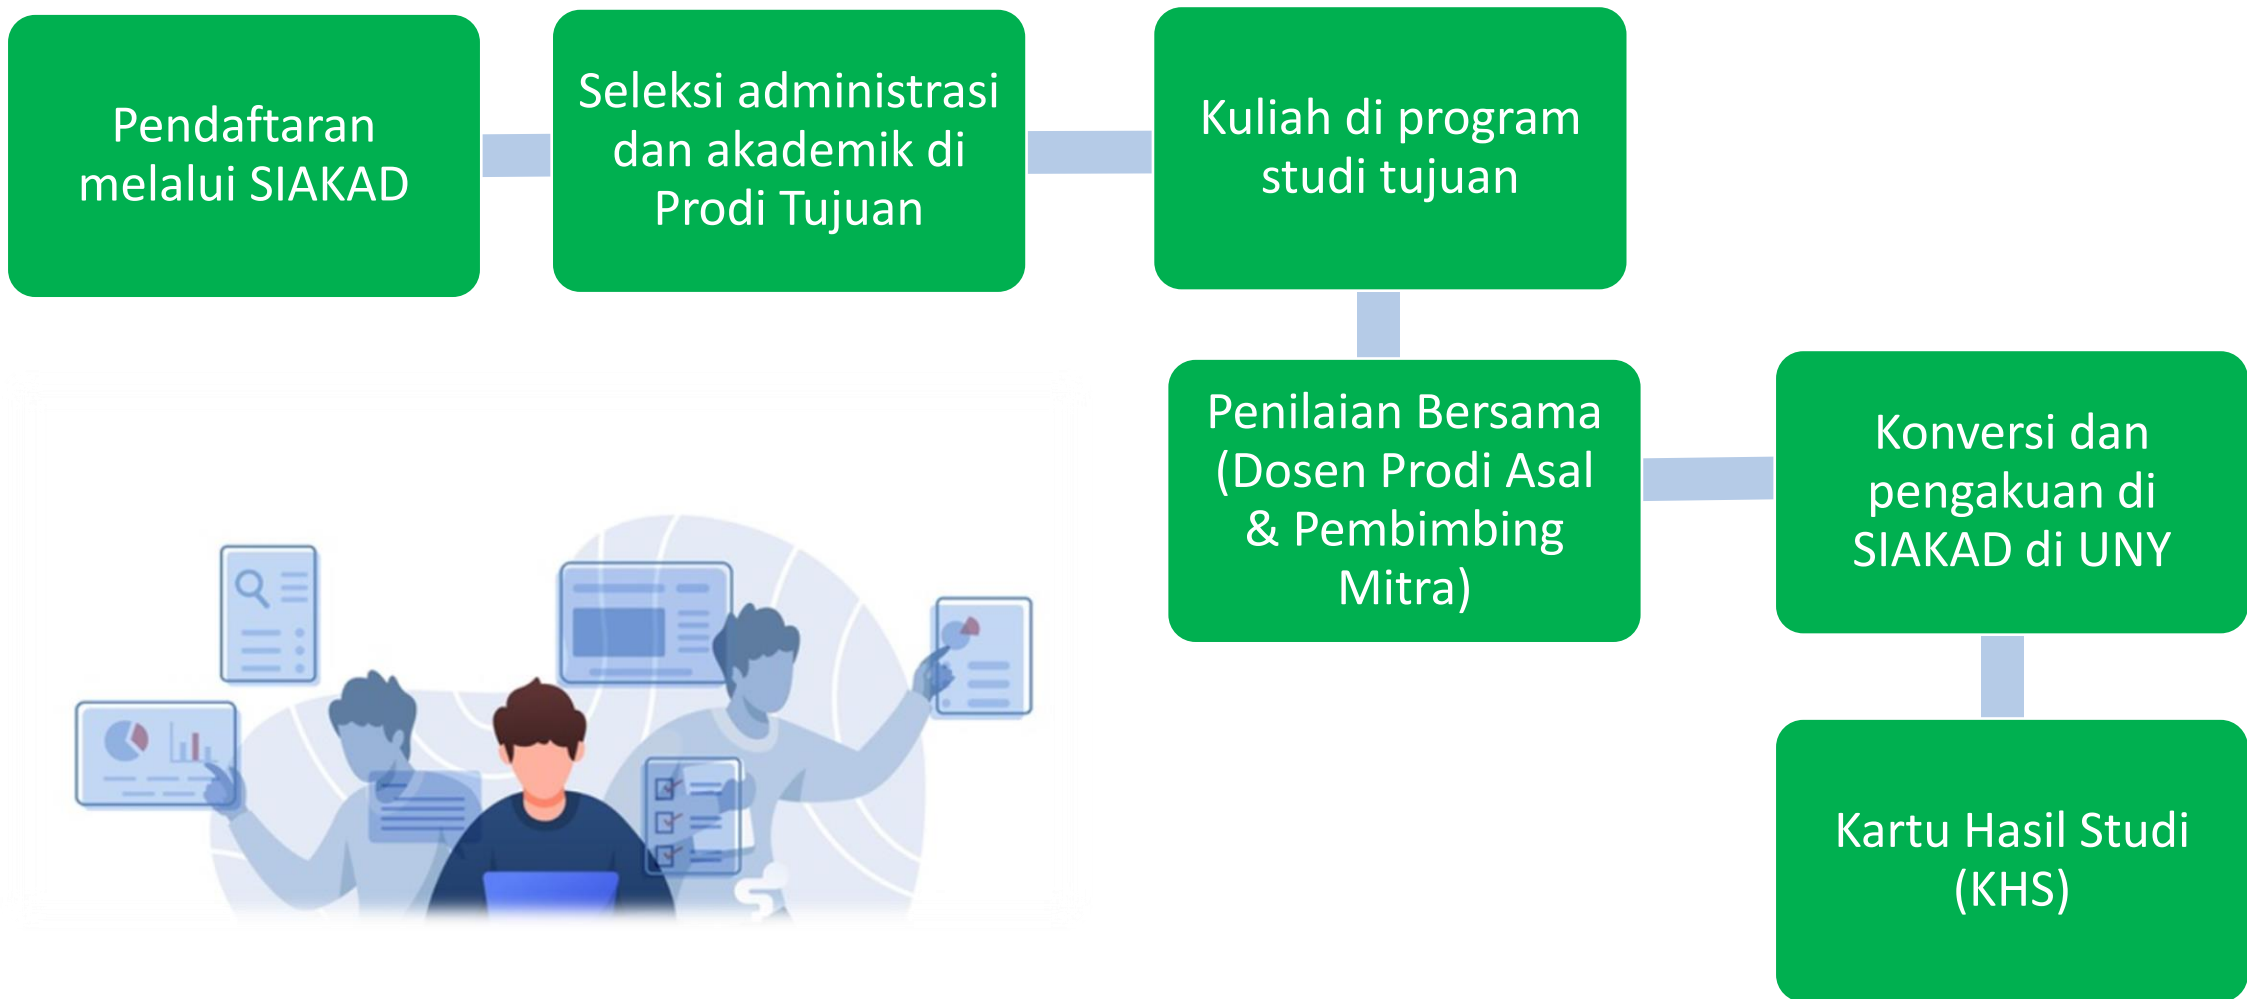 Pendaftaran
melalui SIAKAD
Seleksi administrasi
dan akademik di
Prodi Tujuan
Kuliah di program
studi tujuan
Penilaian Bersama
(Dosen Prodi Asal
& Pembimbing
Mitra)
Konversi dan
pengakuan di
SIAKAD di UNY
Kartu Hasil Studi
(KHS)